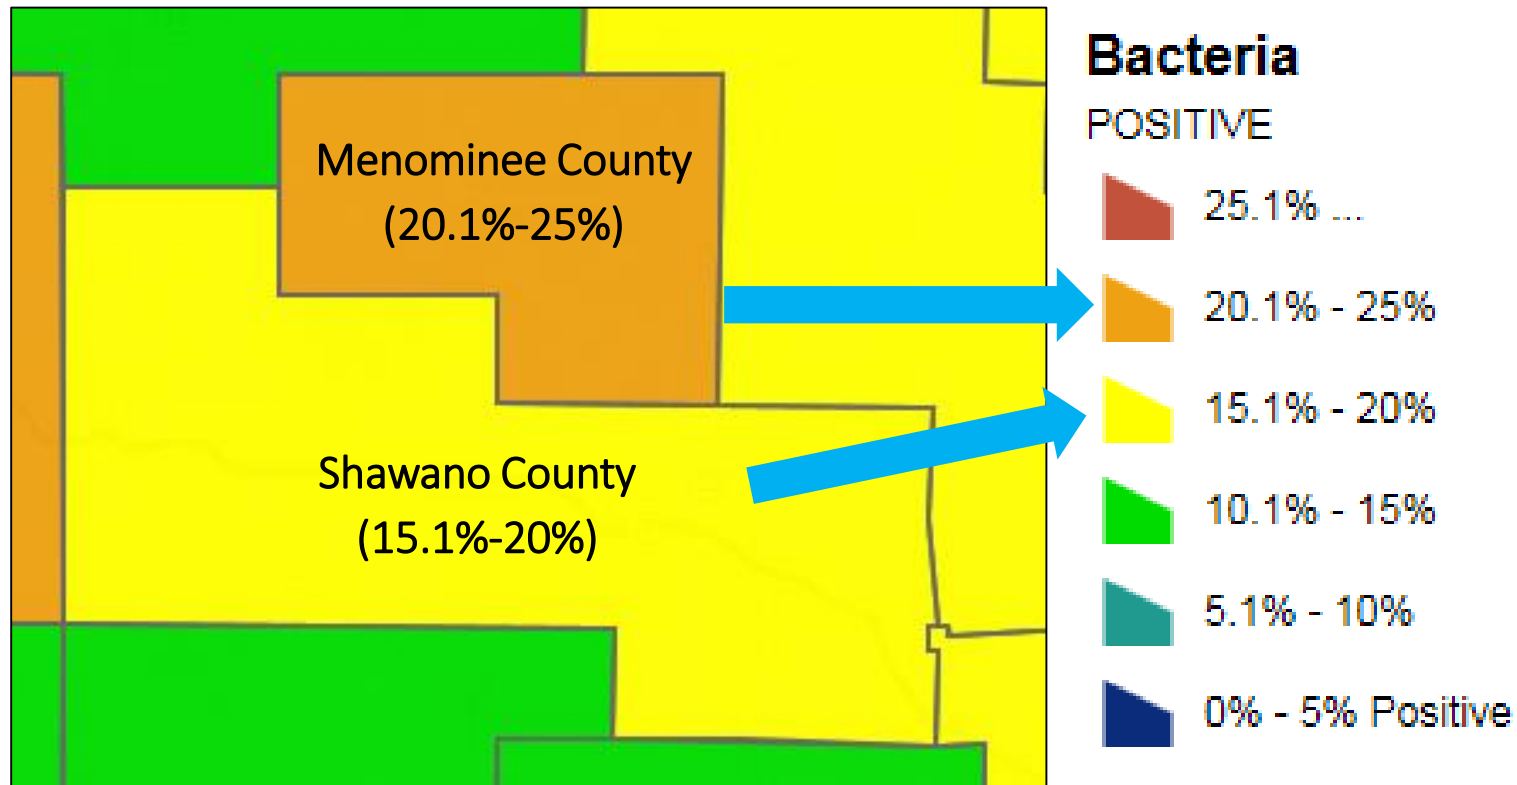 Menominee County
(20.1%-25%)
Shawano County
(15.1%-20%)
Bacteria
POSITIVE
25.1% ...
20.1% - 25%
15.1% - 20%
10.1% - 15%
5.1% - 10%
0% - 5% Positive